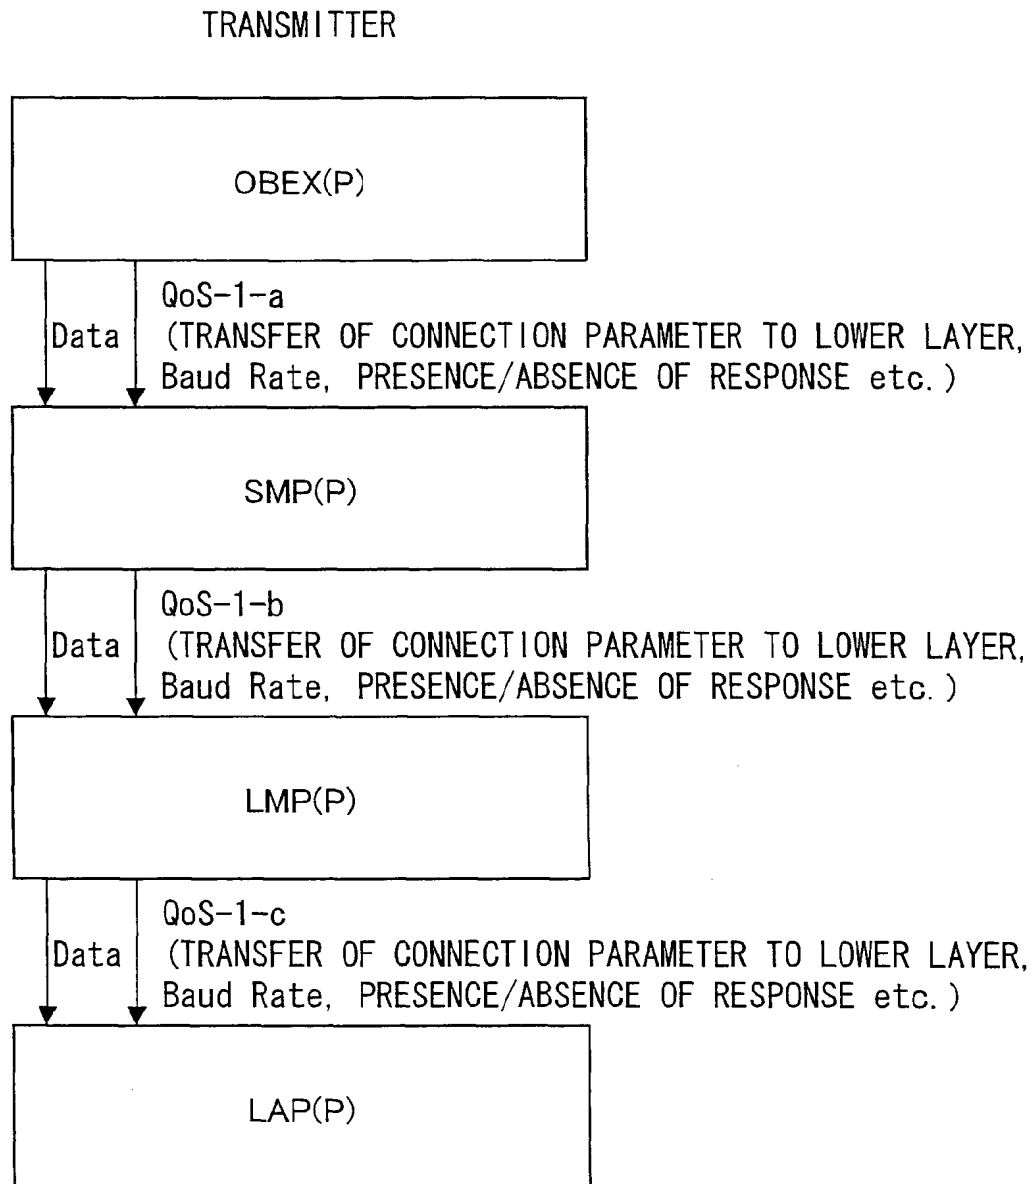 TRANSMITTER
OBEX(P)
QoS-1-a
Data (TRANSFER OF CONNECTION PARAMETER TO LOWER LAYER,
Baud Rate, PRESENCE/ABSENCE OF RESPONSE etc.)
SMP(P)
QoS-1-b
Data (TRANSFER OF CONNECTION PARAMETER TO LOWER LAYER,
Baud Rate, PRESENCE/ABSENCE OF RESPONSE etc.)
LMP(P)
QoS-1-c
Data (TRANSFER OF CONNECTION PARAMETER TO LOWER LAYER,
Baud Rate, PRESENCE/ABSENCE OF RESPONSE etc.)
LAP(P)